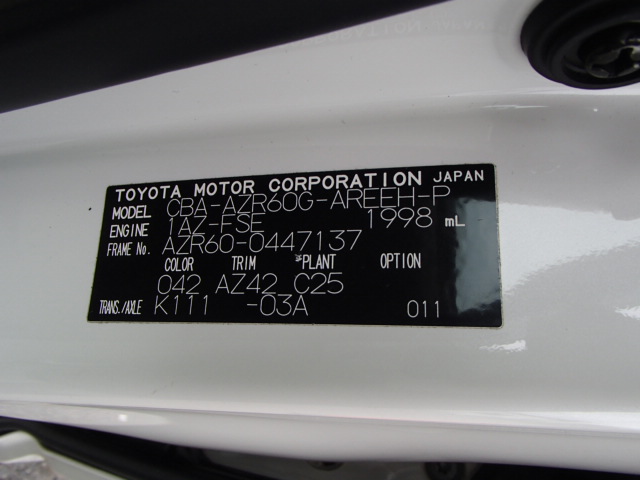 TOYOTA MOTOR CORPORATION JAPAN
MODEL CBA-AZR60G-AREEH-P
ENGINE 1AZ-FSE 1998 mL
FRAME No. AZR60-0447137
COLOR TRIM *PLANT OPTION
042 AZ42 C25
TRANS./AXLE K111 -03A 011